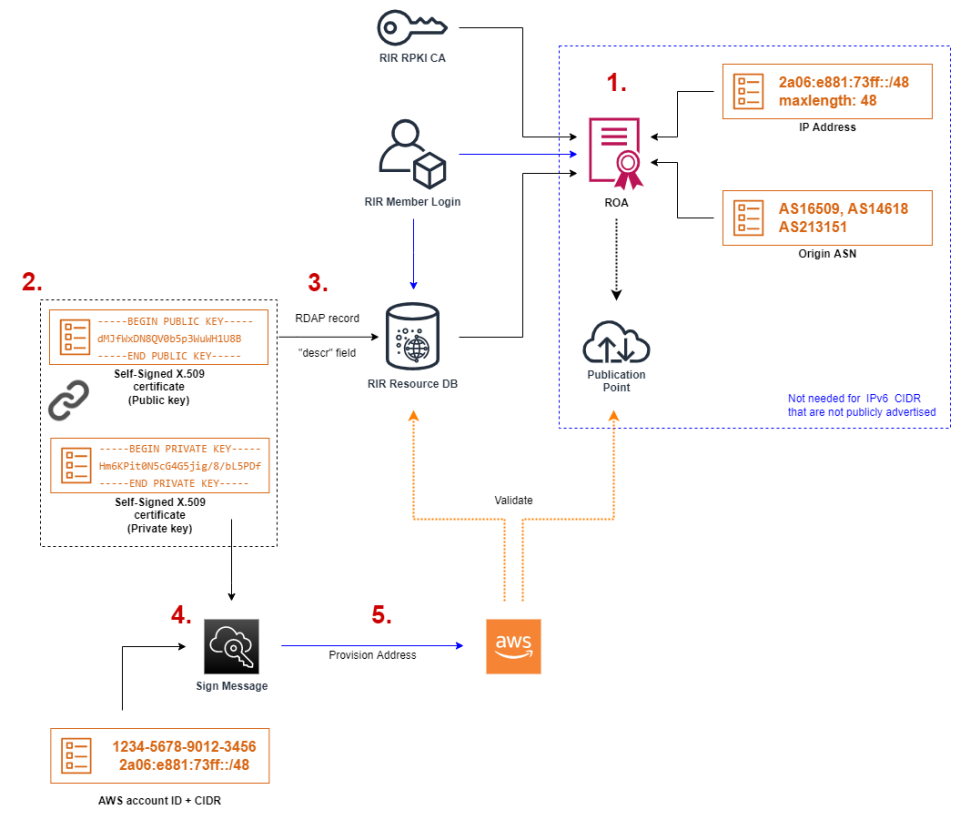 RIR RPKI CA
1.
2a06:e881:73ff::/48
maxlength: 48
IP Address
RIR Member Login
ROA
AS16509, AS14618
AS213151
Origin ASN
2.
3.
-----BEGIN PUBLIC KEY-----
dMJfWxDN8QV0b5p3WuWH1U8B
-----END PUBLIC KEY-----
Self-Signed X.509
certificate
(Public key)
RDAP record
"descr" field
RIR Resource DB
Publication
Point
Not needed for IPv6 CIDR
that are not publicly advertised
-----BEGIN PRIVATE KEY-----
Hm6KPit0N5cG4G5jig/8/bL5PDf
-----END PRIVATE KEY-----
Self-Signed X.509
certificate
(Private key)
Validate
4.
5.
Provision Address
aws
Sign Message
1234-5678-9012-3456
2a06:e881:73ff::/48
AWS account ID + CIDR